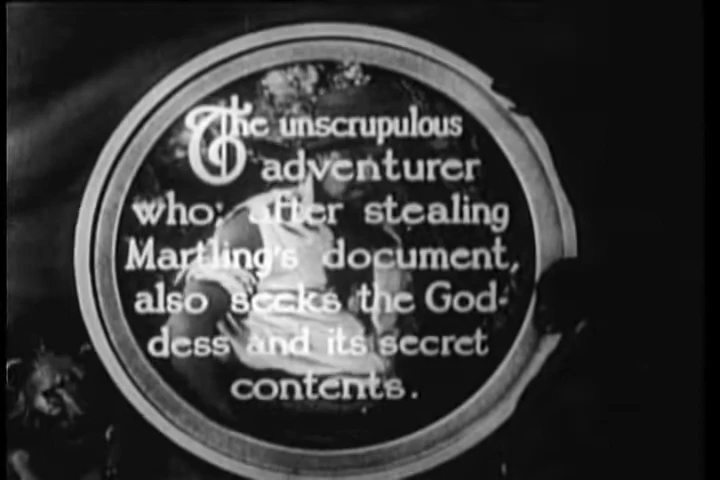 The unscrupulous
adventurer
who; after stealing
Martling's document,
also seeks the God-
dess and its secret
contents.